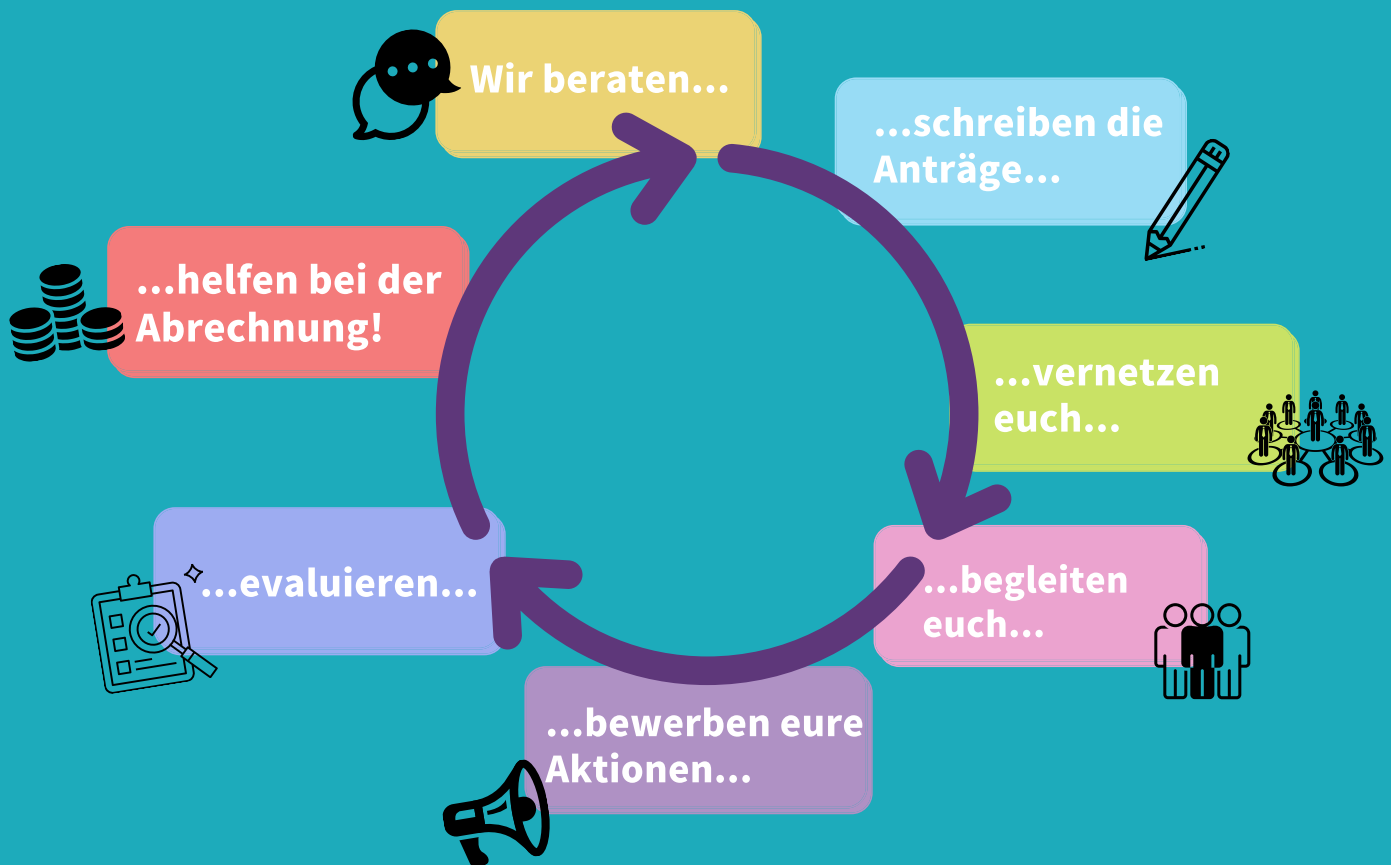 Wir beraten...
...schreiben die
Anträge...
...vernetzen
euch...
...begleiten
euch...
...bewerben eure
Aktionen...
...evaluieren...
...helfen bei der
Abrechnung!